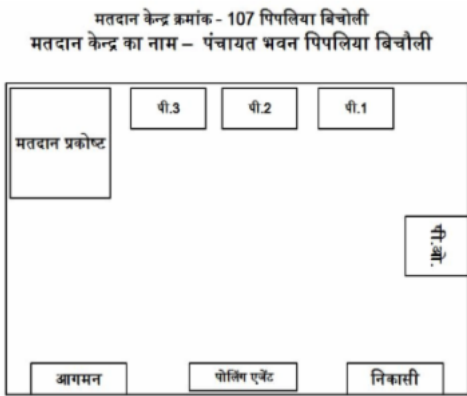 मतदान केन्द्र क्रमांक - 107 पिपलिया बिचोली
मतदान केन्द्र का नाम – पंचायत भवन पिपलिया बिचौली
पी.3 पी.2 पी.1
मतदान प्रकोष्ट
पी.ओ.
आगमन पोलिंग एजेंट निकासी